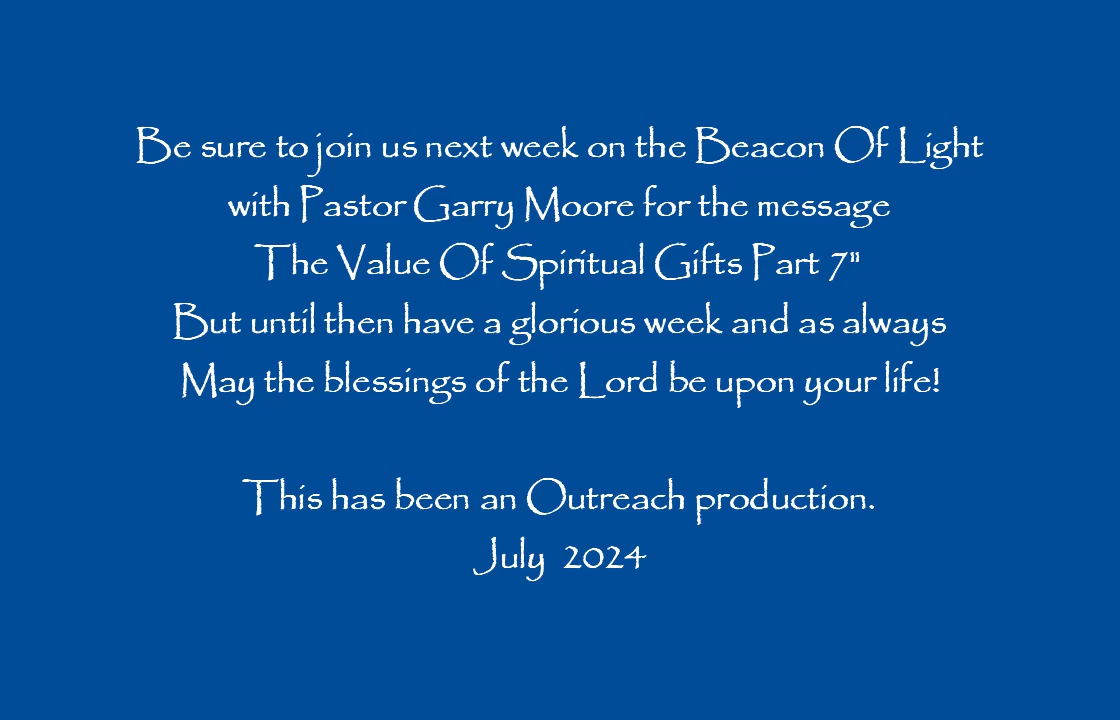 Be sure to join us next week on the Beacon Of Light
with Pastor Garry Moore for the message
The Value Of Spiritual Gifts Part 7"
But until then have a glorious week and as always
May the blessings of the Lord be upon your life!
This has been an Outreach production.
July 2024